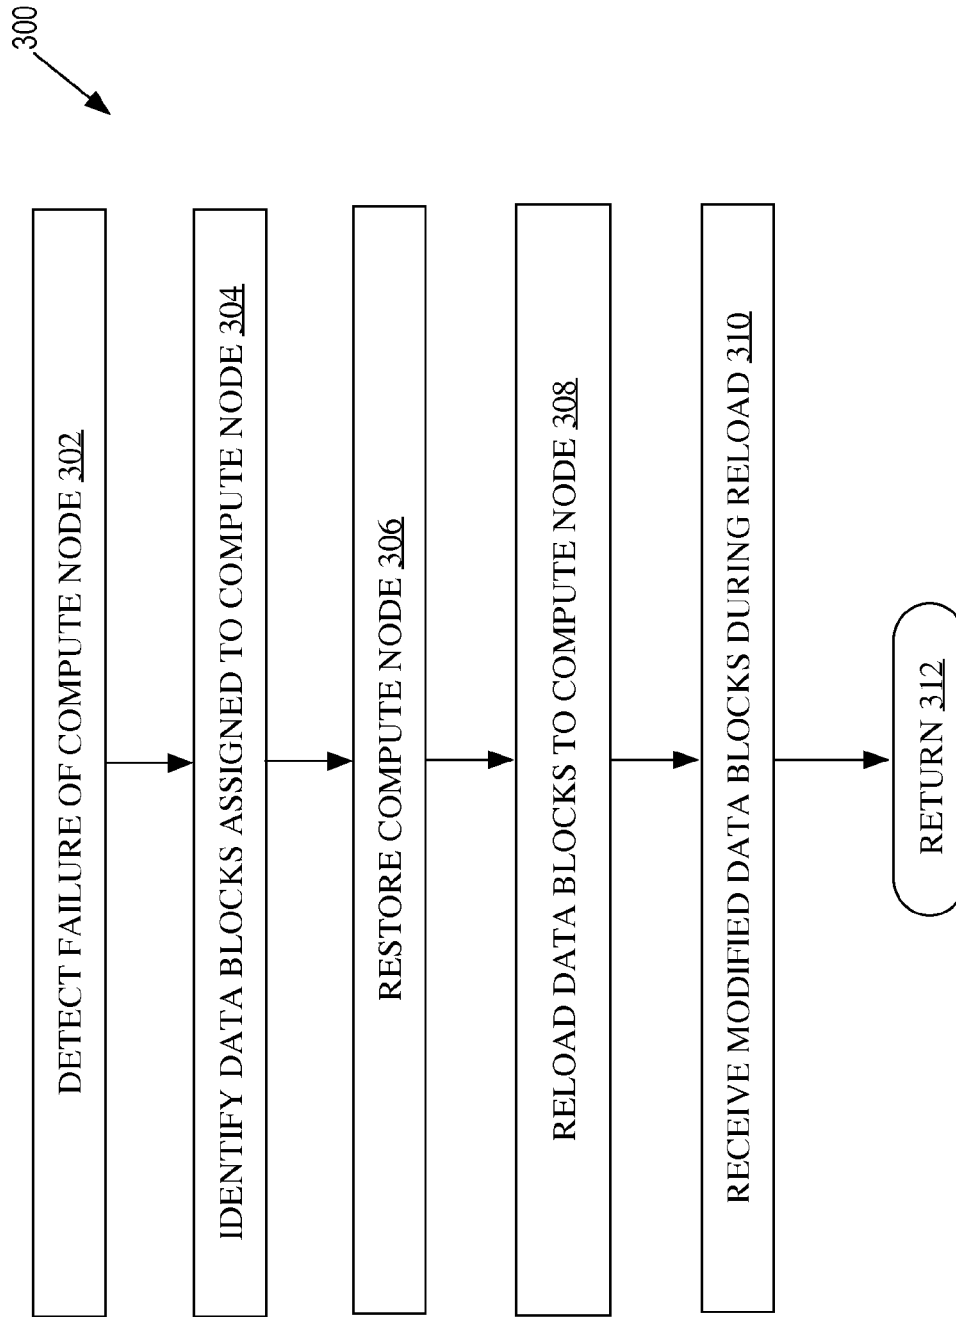 300
DETECT FAILURE OF COMPUTE NODE 302
IDENTIFY DATA BLOCKS ASSIGNED TO COMPUTE NODE 304
RESTORE COMPUTE NODE 306
RELOAD DATA BLOCKS TO COMPUTE NODE 308
RECEIVE MODIFIED DATA BLOCKS DURING RELOAD 310
RETURN 312